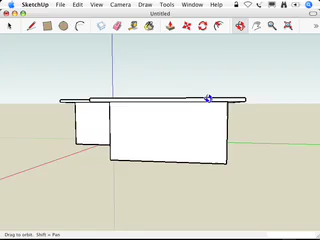 SketchUp File Edit View Camera Draw Tools Window Help
Untitled
Drag to orbit. Shift = Pan